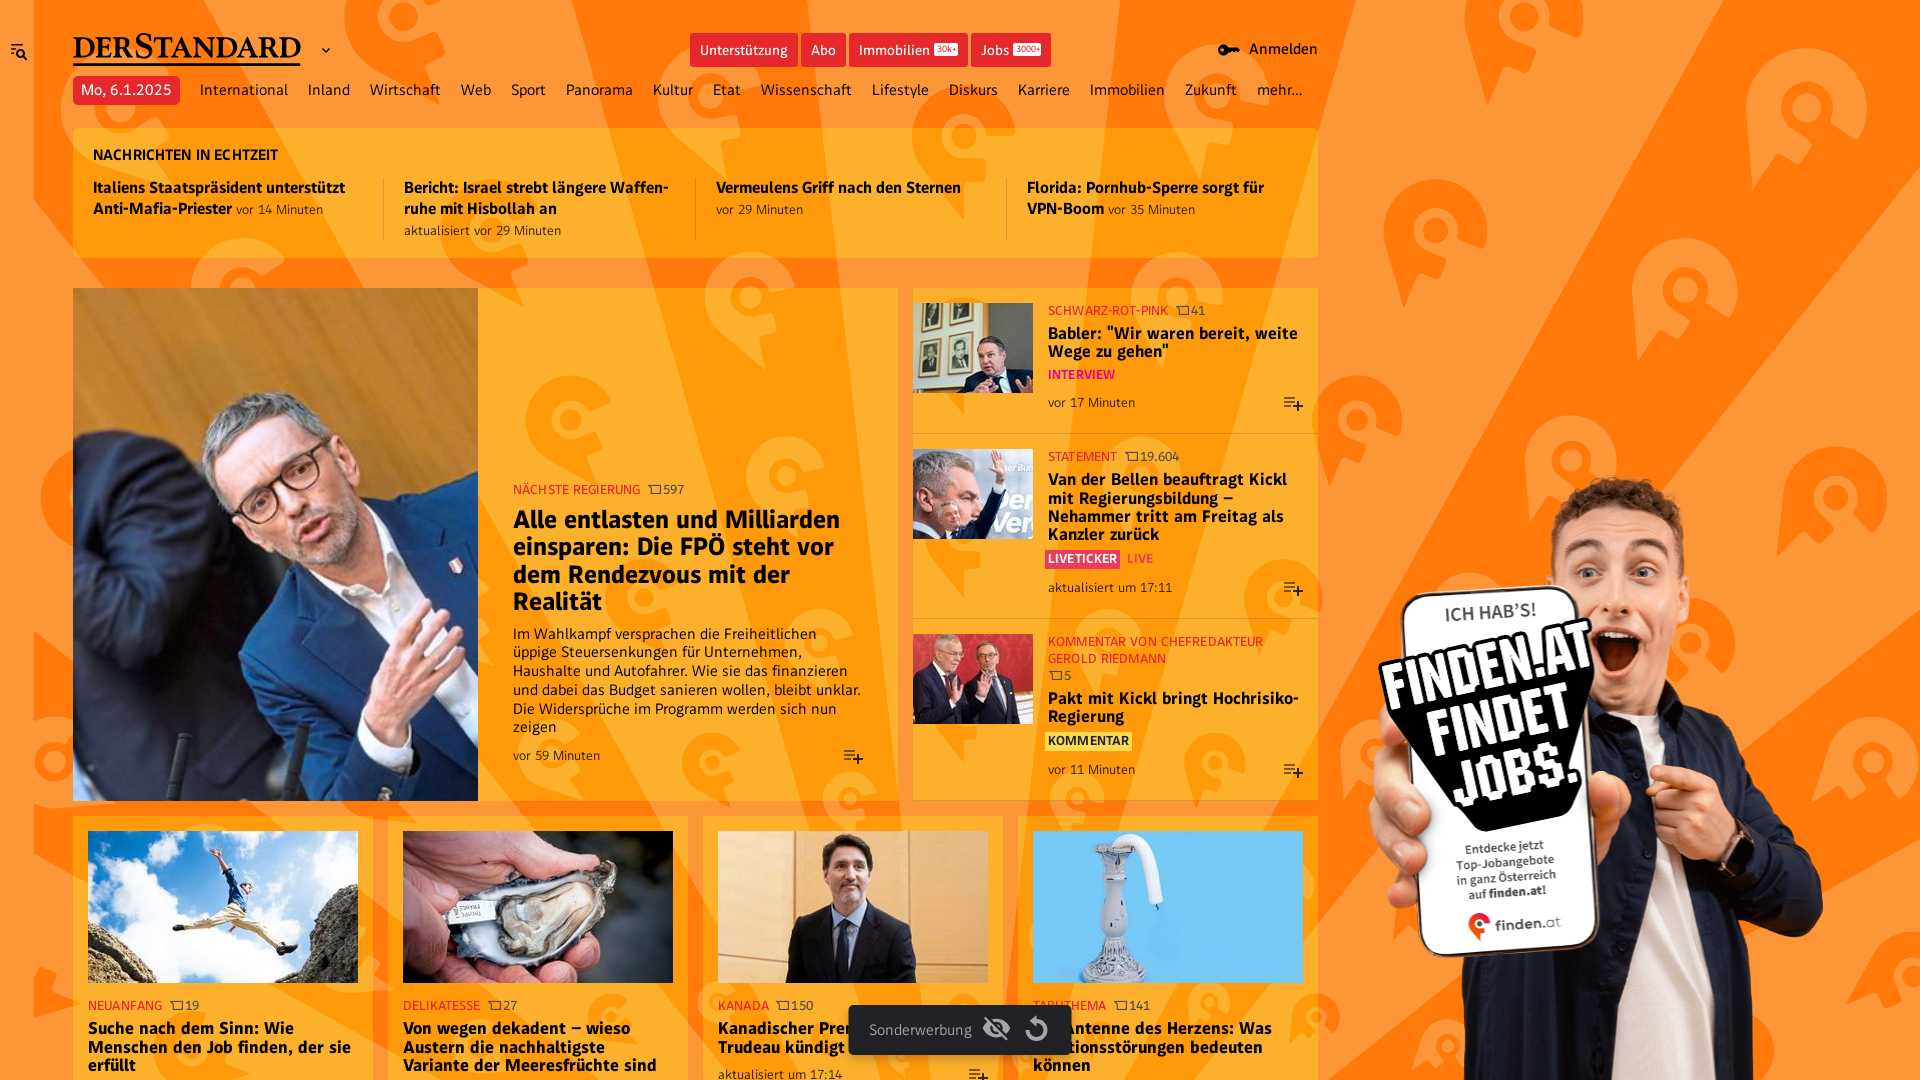 DERSTANDARD
Unterstützung
Abo
Immobilien 30k+
Jobs 3000+
Anmelden
Mo, 6.1.2025
International
Inland
Wirtschaft
Web
Sport
Panorama
Kultur
Etat
Wissenschaft
Lifestyle
Diskurs
Karriere
Immobilien
Zukunft
mehr…
NACHRICHTEN IN ECHTZEIT
Italiens Staatspräsident unterstützt
Anti-Mafia-Priester vor 14 Minuten
Bericht: Israel strebt längere Waffen-
ruhe mit Hisbollah an
aktualisiert vor 29 Minuten
Vermeulens Griff nach den Sternen
vor 29 Minuten
Florida: Pornhub-Sperre sorgt für
VPN-Boom vor 35 Minuten
NÄCHSTE REGIERUNG 597
Alle entlasten und Milliarden
einsparen: Die FPÖ steht vor
dem Rendezvous mit der
Realität
Im Wahlkampf versprachen die Freiheitlichen
üppige Steuersenkungen für Unternehmen,
Haushalte und Autofahrer. Wie sie das finanzieren
und dabei das Budget sanieren wollen, bleibt unklar.
Die Widersprüche im Programm werden sich nun
zeigen
vor 59 Minuten
SCHWARZ-ROT-PINK 41
Babler: "Wir waren bereit, weite
Wege zu gehen"
INTERVIEW
vor 17 Minuten
STATEMENT 19.604
Van der Bellen beauftragt Kickl
mit Regierungsbildung –
Nehammer tritt am Freitag als
Kanzler zurück
LIVETICKER LIVE
aktualisiert um 17:11
KOMMENTAR VON CHEFREDAKTEUR
GEROLD RIEDMANN
5
Pakt mit Kickl bringt Hochrisiko-
Regierung
KOMMENTAR
vor 11 Minuten
NEUANFANG 19
Suche nach dem Sinn: Wie
Menschen den Job finden, der sie
erfüllt
DELIKATESSE 27
Von wegen dekadent – wieso
Austern die nachhaltigste
Variante der Meeresfrüchte sind
KANADA 150
Kanadischer
Trudeau kündigt
aktualisiert um 17:14
141
Antenne des Herzens: Was
bedeuten
können
Sonderwerbung
ICH HAB'S!
FINDEN.AT
FINDET
JOBS.
Entdecke jetzt
Top-Jobangebote
in ganz Österreich
auf finden.at!
finden.at